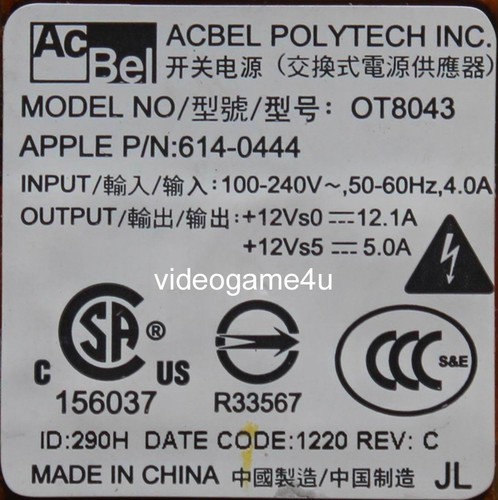 AcBel
ACBEL POLYTECH INC.
开关电源（交換式電源供應器）
MODEL NO/型號/型号: OT8043
APPLE P/N:614-0444
INPUT/輸入/输入:100-240V~,50-60Hz,4.0A
OUTPUT/輸出/输出:+12Vs0⎓12.1A
+12Vs5⎓5.0A
videogame4u
C SA ® US
156037
R33567
CCC S&E
ID:290H DATE CODE:1220 REV: C
MADE IN CHINA 中國製造/中国制造 JL